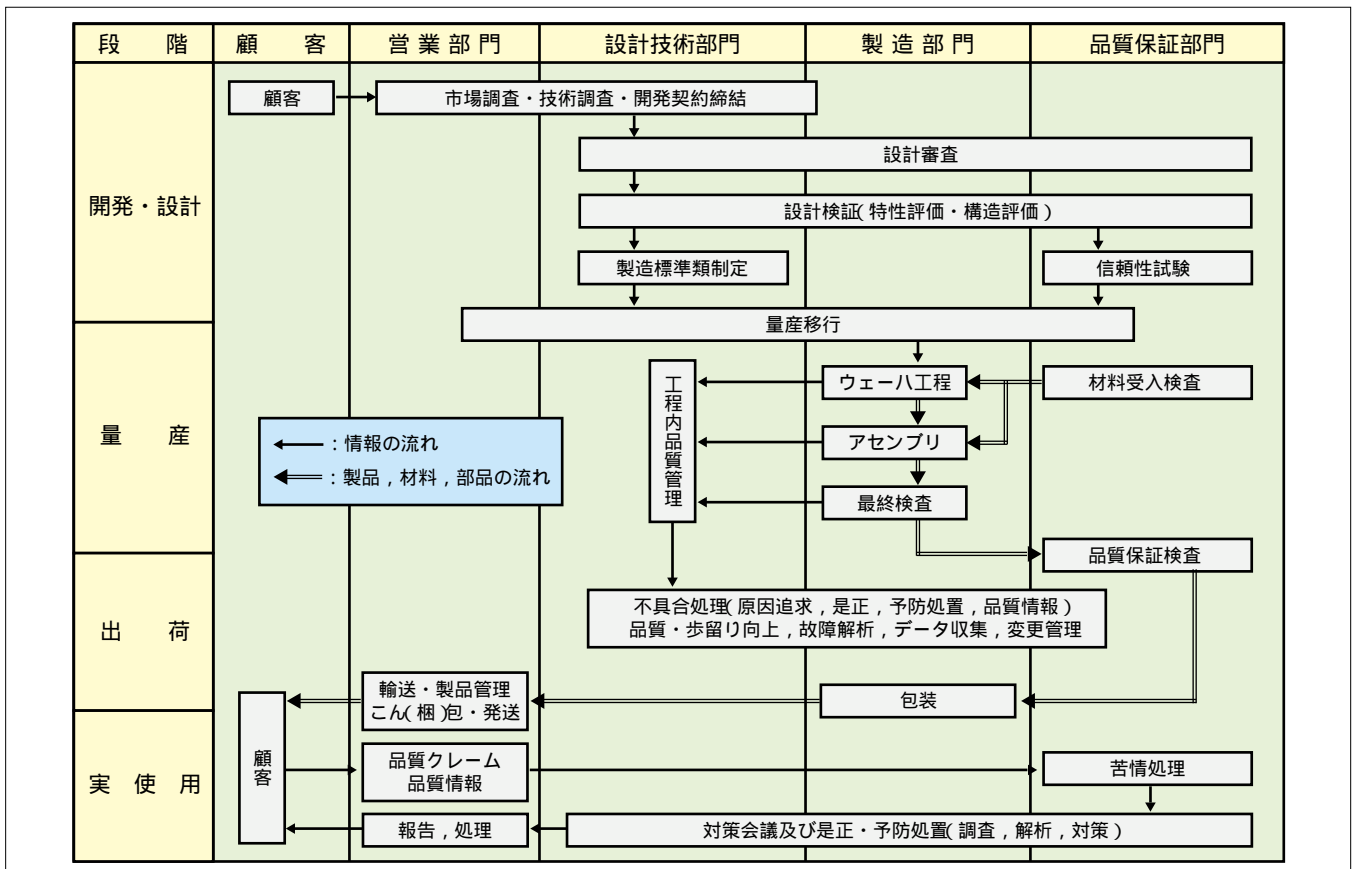 段階 顧客 営業部門 設計技術部門 製造部門 品質保証部門
開発・設計
顧客
市場調査・技術調査・開発契約締結
設計審査
設計検証(特性評価・構造評価)
製造標準類制定
信頼性試験
量産移行
量産
工程内品質管理
ウェーハ工程
材料受入検査
アセンブリ
最終検査
:情報の流れ
:製品,材料,部品の流れ
品質保証検査
出荷
不具合処理(原因追求,是正,予防処置,品質情報)
品質・歩留り向上,故障解析,データ収集,変更管理
輸送・製品管理
こん(梱)包・発送
包装
実使用
顧客
品質クレーム
品質情報
苦情処理
報告,処理
対策会議及び是正・予防処置(調査,解析,対策)